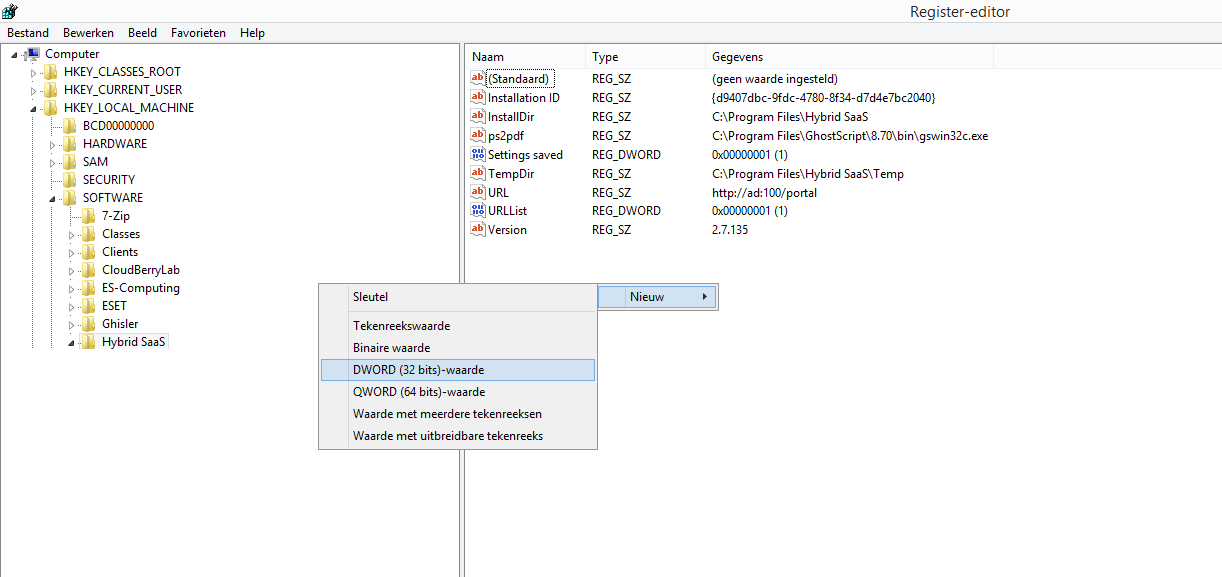 Register-editor
Bestand Bewerken Beeld Favorieten Help
Computer
HKEY_CLASSES_ROOT
HKEY_CURRENT_USER
HKEY_LOCAL_MACHINE
BCD00000000
HARDWARE
SAM
SECURITY
SOFTWARE
7-Zip
Classes
Clients
CloudBerryLab
ES-Computing
ESET
Ghisler
Hybrid SaaS
Naam Type Gegevens
(Standaard) REG_SZ (geen waarde ingesteld)
Installation ID REG_SZ {d9407dbc-9fdc-4780-8f34-d7d4e7bc2040}
InstallDir REG_SZ C:\Program Files\Hybrid SaaS
ps2pdf REG_SZ C:\Program Files\GhostScript\8.70\bin\gswin32c.exe
Settings saved REG_DWORD 0x00000001 (1)
TempDir REG_SZ C:\Program Files\Hybrid SaaS\Temp
URL REG_SZ http://ad:100/portal
URLList REG_DWORD 0x00000001 (1)
Version REG_SZ 2.7.135
Nieuw
Sleutel
Tekenreekswaarde
Binaire waarde
DWORD (32 bits)-waarde
QWORD (64 bits)-waarde
Waarde met meerdere tekenreeksen
Waarde met uitbreidbare tekenreeks